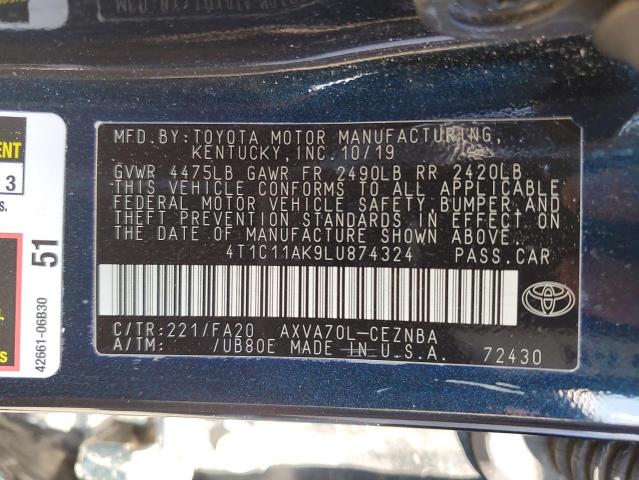 MFD.BY:TOYOTA MOTOR MANUFACTURING,
KENTUCKY,INC.10/19
GVWR 4475LB GAWR FR 2490LB RR 2420LB
THIS VEHICLE CONFORMS TO ALL APPLICABLE
FEDERAL MOTOR VEHICLE SAFETY,BUMPER AND
THEFT PREVENTION STANDARDS IN EFFECT ON
THE DATE OF MANUFACTURE SHOWN ABOVE.
4T1C11AK9LU874324 PASS.CAR
C/TR:221/FA20 AXVA70L-CEZNBA
A/TM: /UB80E MADE IN U.S.A. 72430
ENT
3
s.
51
42661-06B30